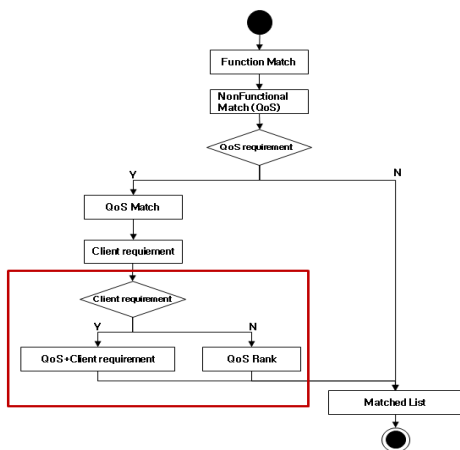 Function Match
NonFunctional
Match (QoS)
QoS requirement
Y
N
QoS Match
Client requiement
Client requirement
Y
N
QoS+Client requirement
QoS Rank
Matched List